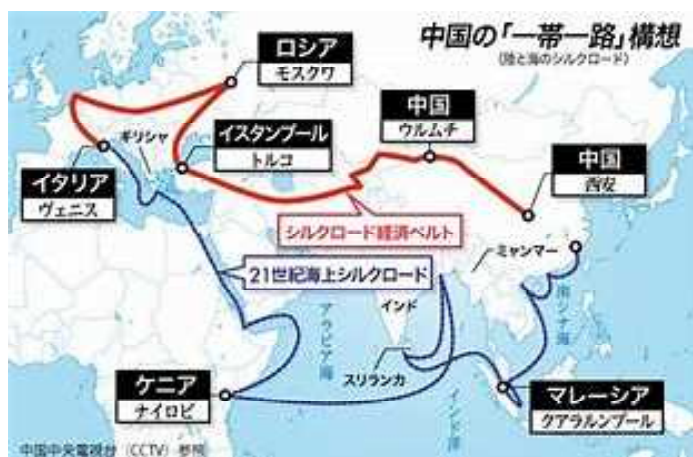 中国の「一帯一路」構想
(陸と海のシルクロード)
ロシア
モスクワ
中国
ウルムチ
ギリシャ
イスタンブール
トルコ
中国
西安
イタリア
ヴェニス
シルクロード経済ベルト
ミャンマー
21世紀海上シルクロード
インド
南シナ海
アラビア海
スリランカ
ケニア
ナイロビ
マレーシア
クアラルンプール
インド洋
中国中央電視台(CCTV)参照